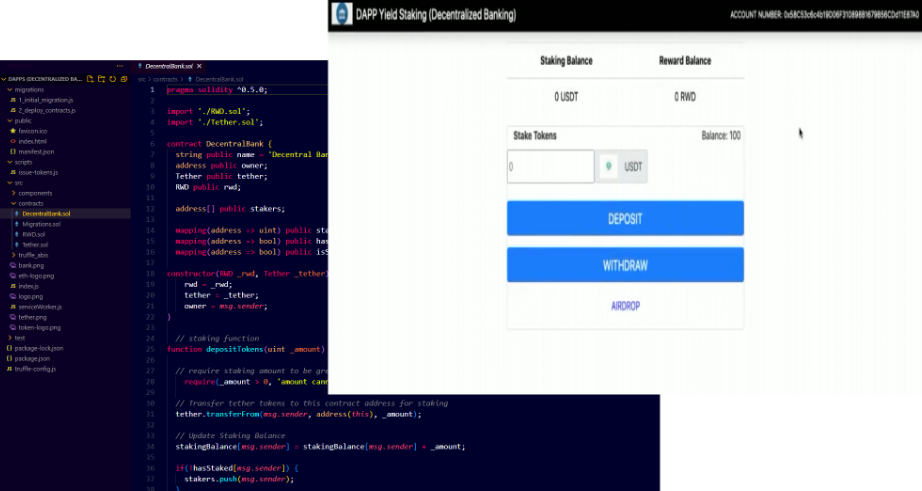 DAPP Yield Staking (Decentralized Banking)
Staking Balance
Reward Balance
0 USDT
0 RWD
Stake Tokens
Balance: 100
0
USDT
DEPOSIT
WITHDRAW
AIRDROP
DAPPS (DECENTRALIZED BA...
migrations
1_initial_migration.js
2_deploy_contracts.js
public
favicon.ico
index.html
manifest.json
scripts
issue-tokens.js
src
components
contracts
DecentralBank.sol
Migrations.sol
RWD.sol
Tether.sol
truffle_abis
bank.png
eth-logo.png
index.js
logo.png
serviceWorker.js
tether.png
token-logo.png
test
package-lock.json
package.json
truffle-config.js
DecentralBank.sol ×
src > contracts > DecentralBank.sol
1 pragma solidity ^0.5.0;
2
3 import './RWD.sol';
4 import './Tether.sol';
5
6 contract DecentralBank {
7 string public name = 'Decentral Ban
8 address public owner;
9 Tether public tether;
10 RWD public rwd;
11
12 address[] public stakers;
13
14 mapping(address => uint) public sta
15 mapping(address => bool) public has
16 mapping(address => bool) public isS
17
18 constructor(RWD _rwd, Tether _tether)
19 rwd = _rwd;
20 tether = _tether;
21 owner = msg.sender;
22 }
23
24 // staking function
25 function depositTokens(uint _amount)
26
27 // require staking amount to be gre
28 require(_amount > 0, 'amount cann
29
30 // Transfer tether tokens to this contract address for staking
31 tether.transferFrom(msg.sender, address(this), _amount);
32
33 // Update Staking Balance
34 stakingBalance[msg.sender] = stakingBalance[msg.sender] + _amount;
35
36 if(!hasStaked[msg.sender]) {
37 stakers.push(msg.sender);
38 }